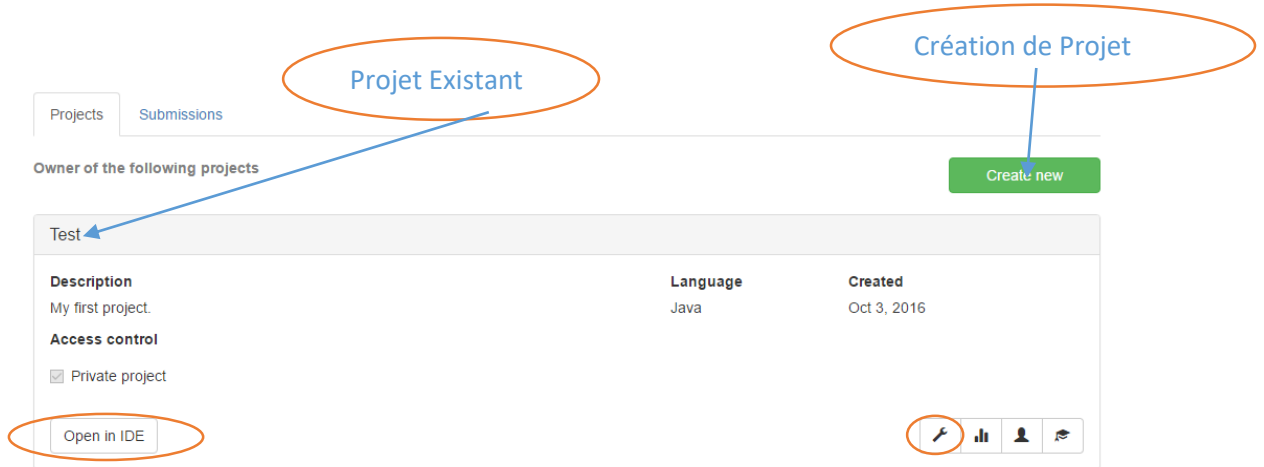 Création de Projet
Projet Existant
Projects Submissions
Owner of the following projects
Create new
Test
Description Language Created
My first project. Java Oct 3, 2016
Access control
Private project
Open in IDE